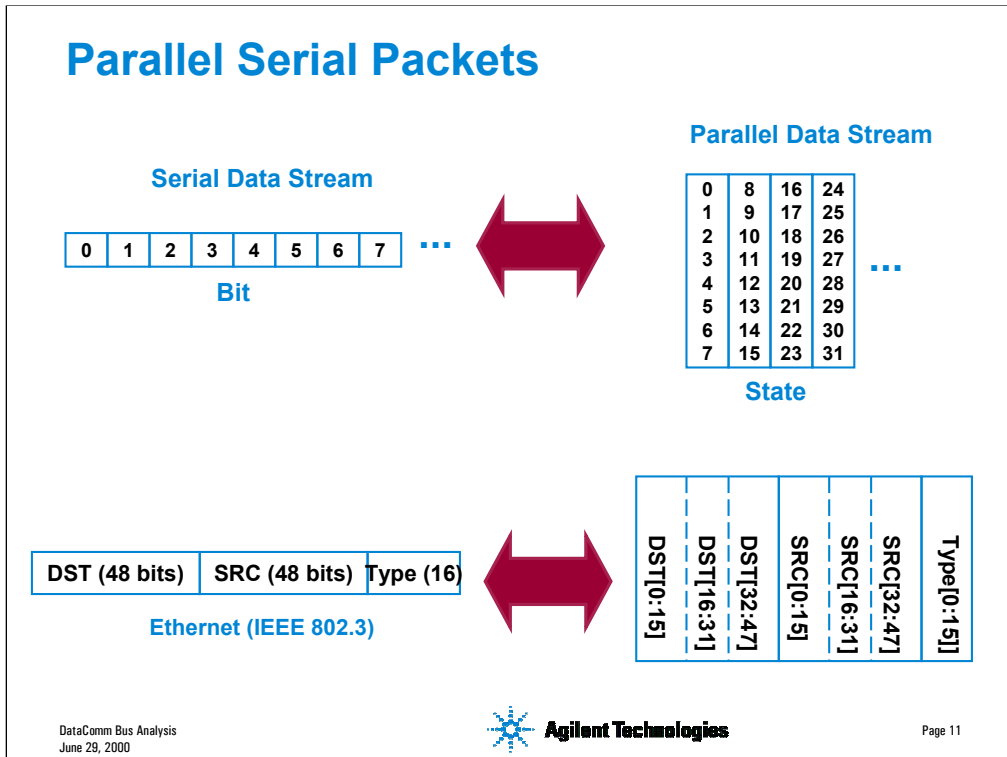 Parallel Serial Packets
Serial Data Stream
0 1 2 3 4 5 6 7 ...
Bit
Parallel Data Stream
0 8 16 24
1 9 17 25
2 10 18 26
3 11 19 27
4 12 20 28
5 13 21 29
6 14 22 30
7 15 23 31
...
State
DST (48 bits) SRC (48 bits) Type (16)
Ethernet (IEEE 802.3)
DST[0:15]
DST[16:31]
DST[32:47]
SRC[0:15]
SRC[16:31]
SRC[32:47]
Type[0:15]]
DataComm Bus Analysis
June 29, 2000
Agilent Technologies
Page 11